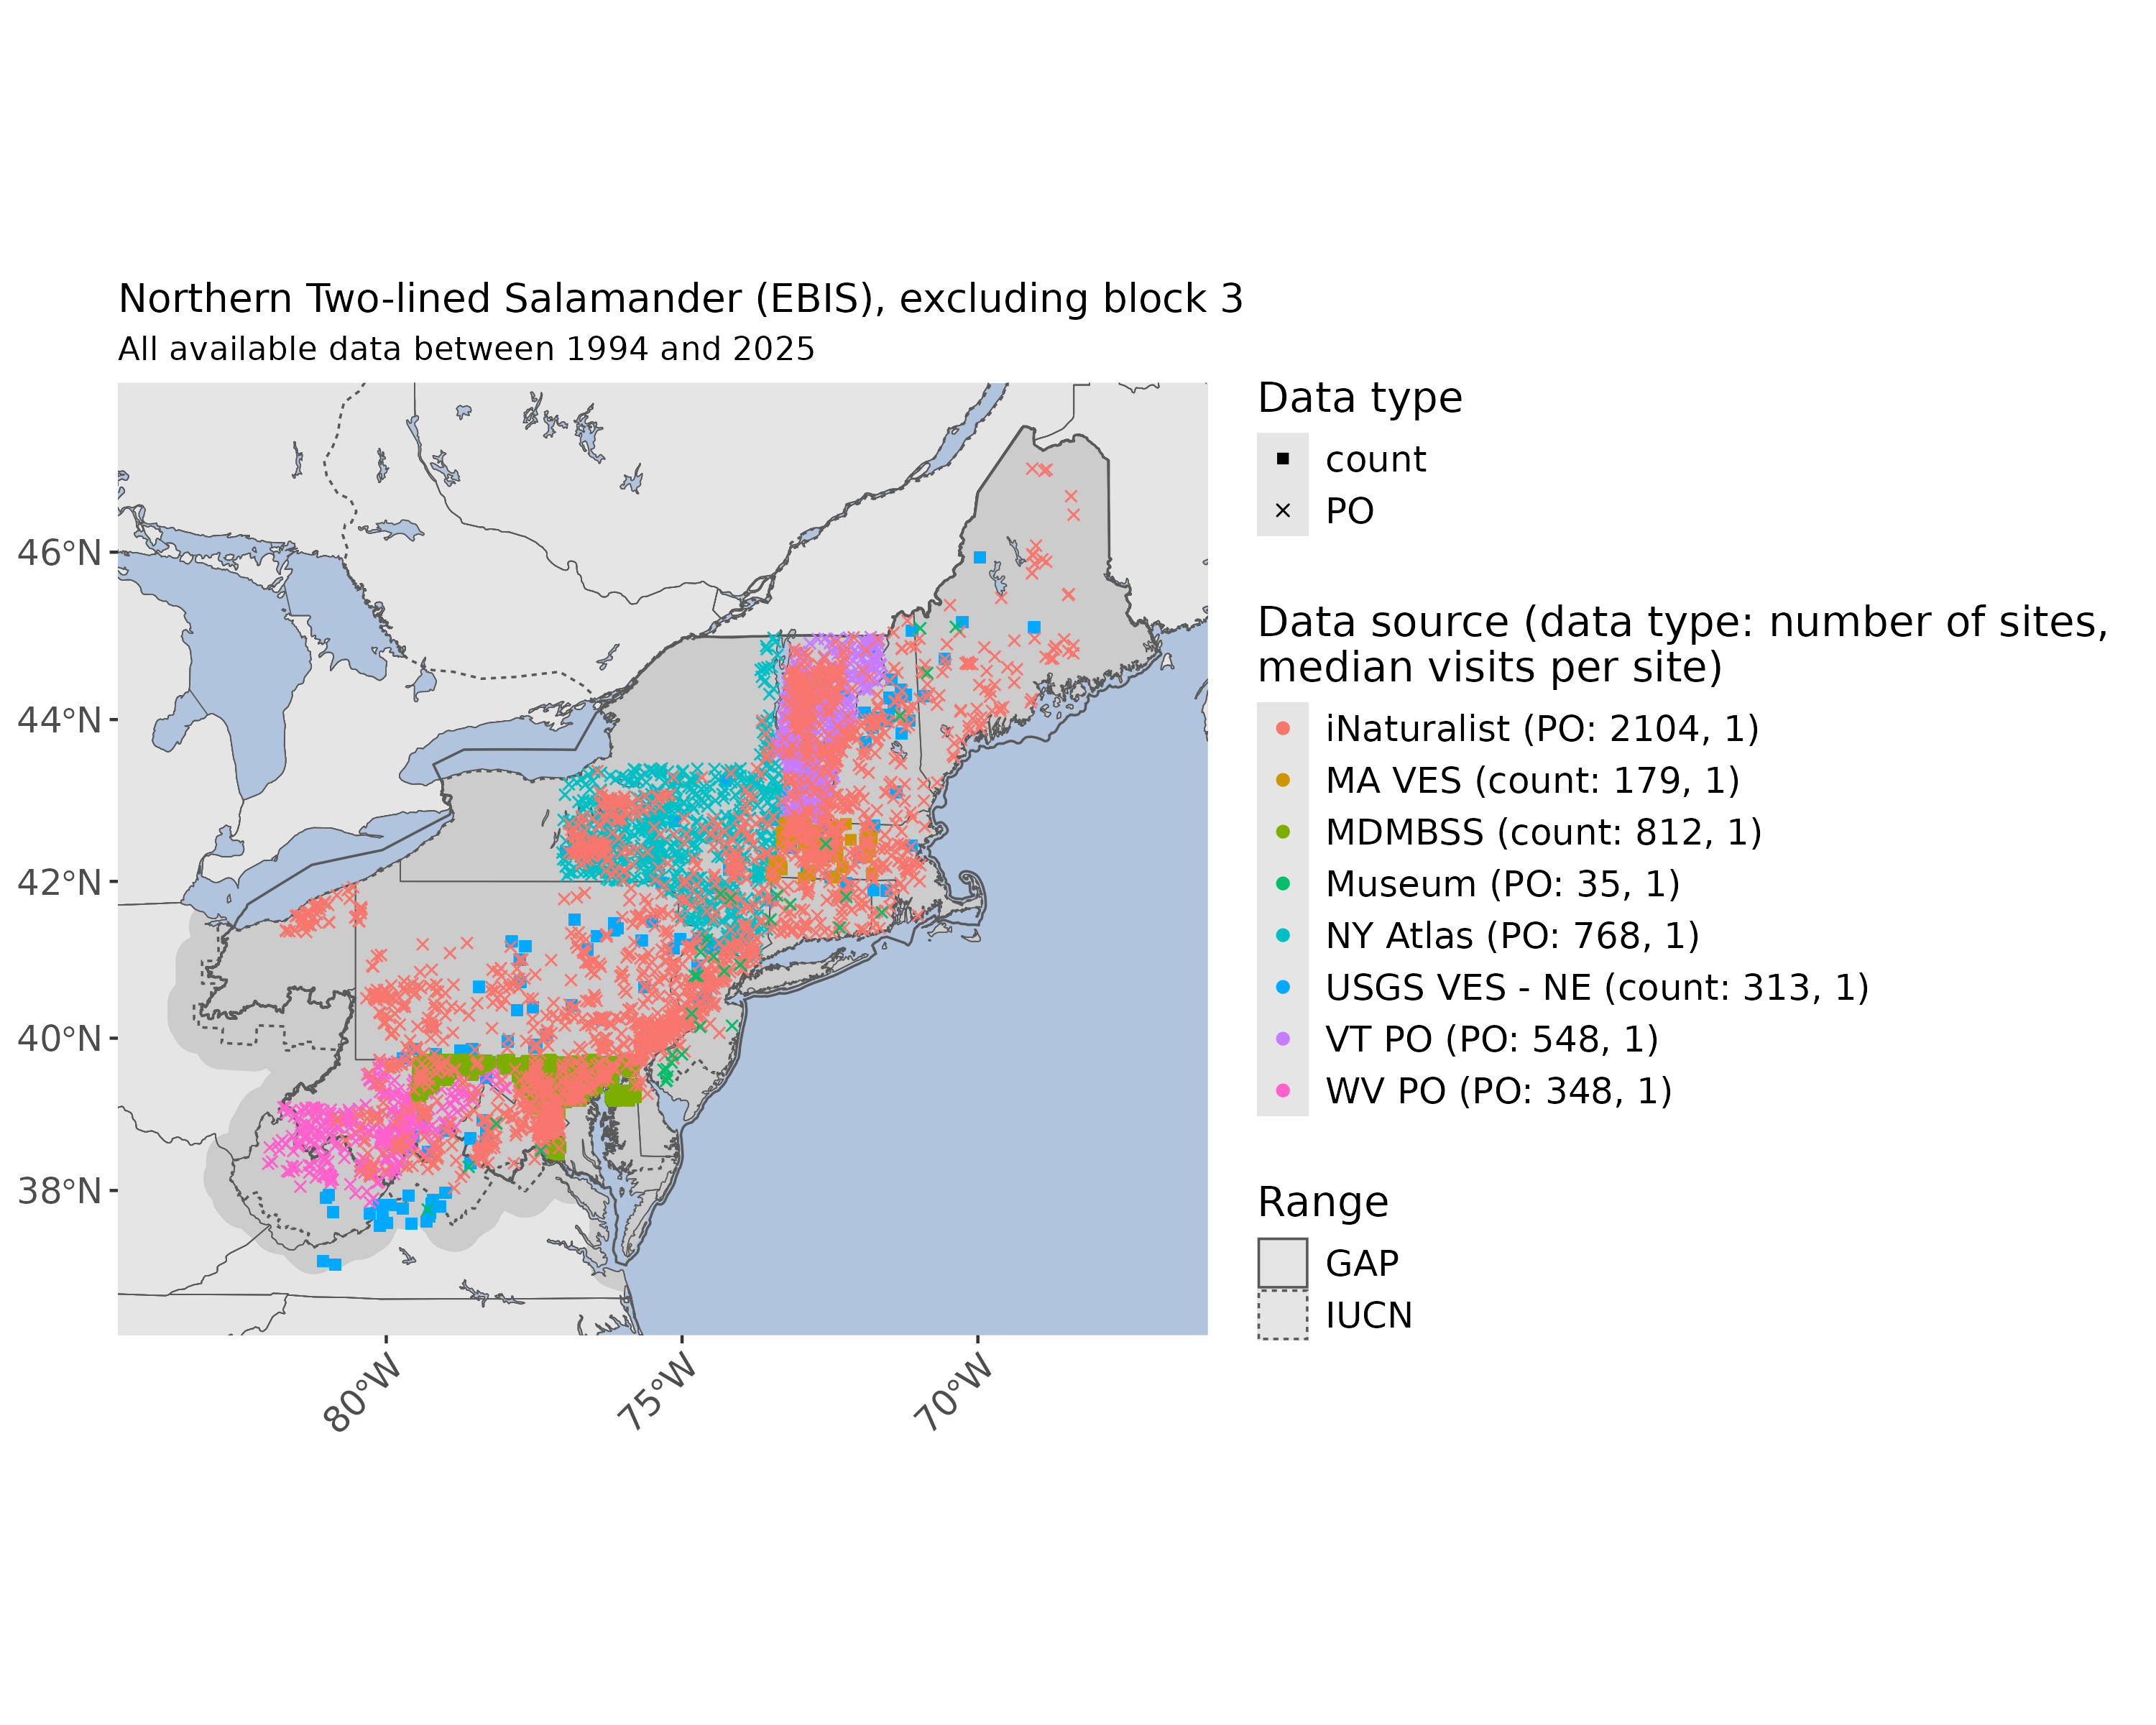 Northern Two-lined Salamander (EBIS), excluding block 3
All available data between 1994 and 2025
46°N
44°N
42°N
40°N
38°N
80°W
75°W
70°W
Data type
count
PO
Data source (data type: number of sites,
median visits per site)
iNaturalist (PO: 2104, 1)
MA VES (count: 179, 1)
MDMBSS (count: 812, 1)
Museum (PO: 35, 1)
NY Atlas (PO: 768, 1)
USGS VES - NE (count: 313, 1)
VT PO (PO: 548, 1)
WV PO (PO: 348, 1)
Range
GAP
IUCN